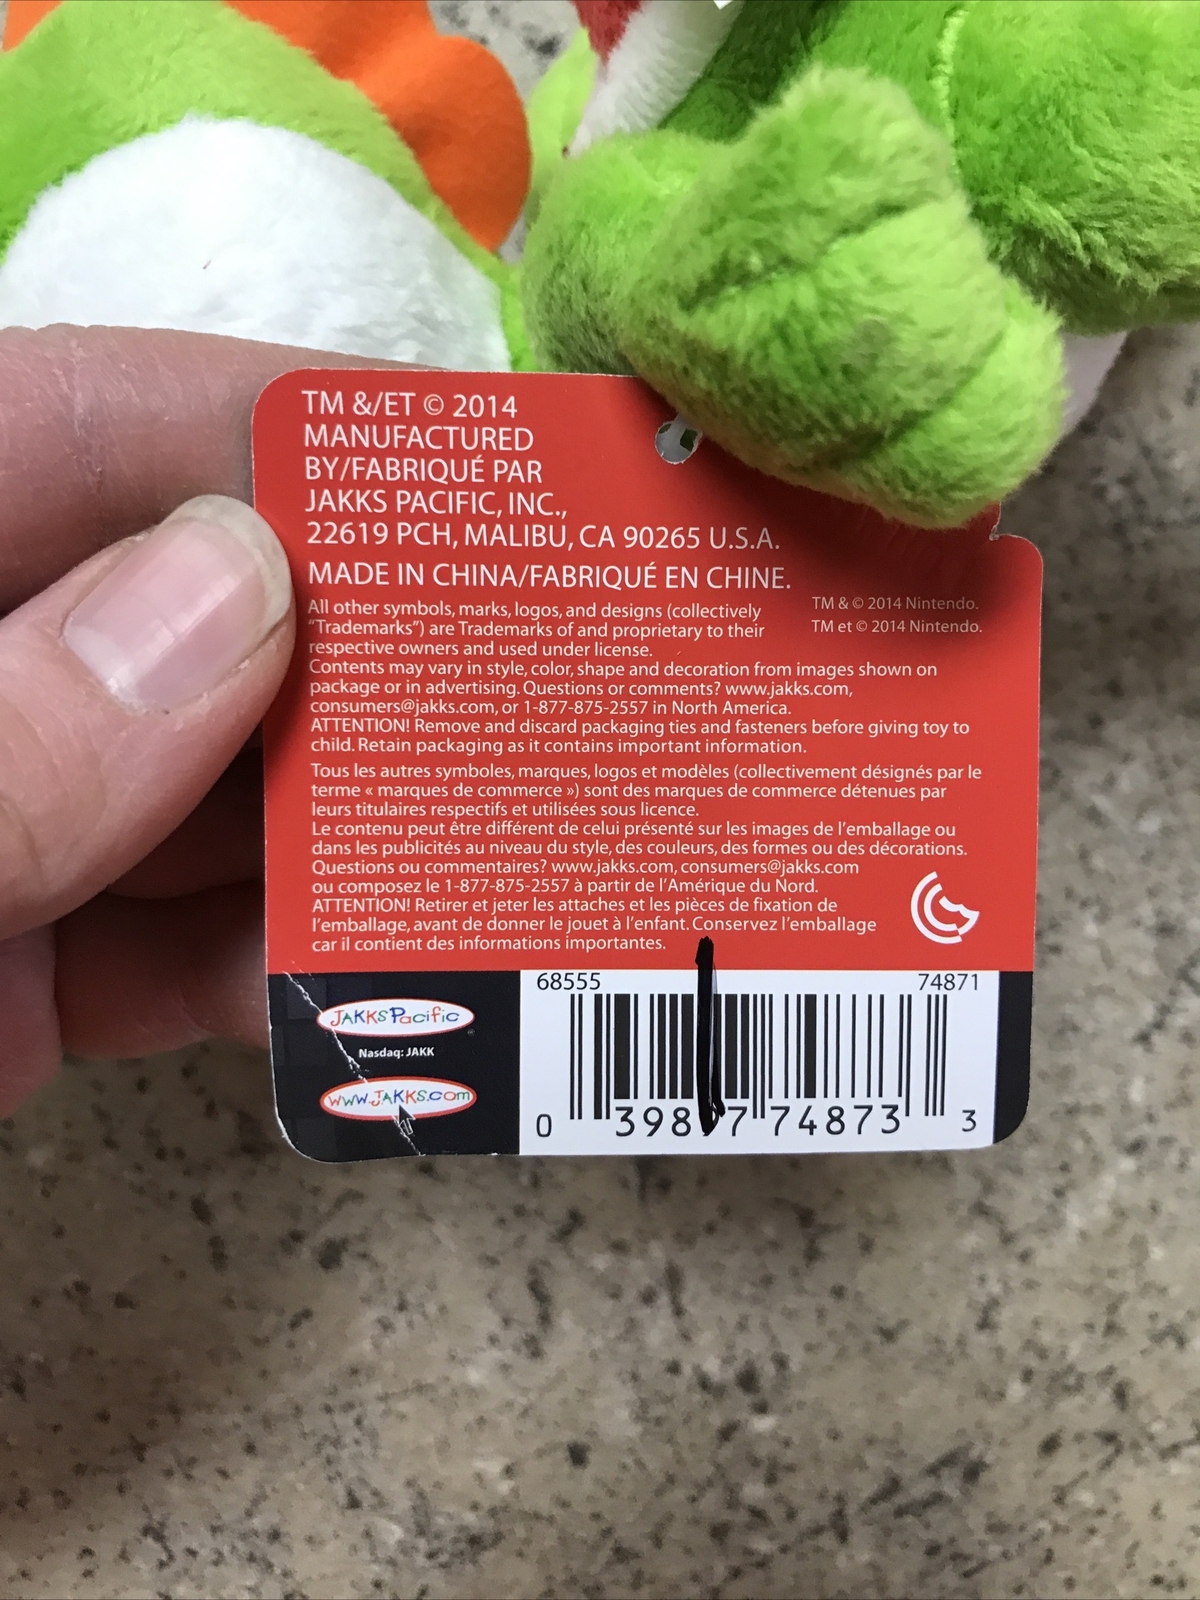 TM &/ET © 2014
MANUFACTURED
BY/FABRIQUÉ PAR
JAKKS PACIFIC, INC.,
22619 PCH, MALIBU, CA 90265 U.S.A.
MADE IN CHINA/FABRIQUÉ EN CHINE.
TM & © 2014 Nintendo.
TM et © 2014 Nintendo.
All other symbols, marks, logos, and designs (collectively
"Trademarks") are Trademarks of and proprietary to their
respective owners and used under license.
Contents may vary in style, color, shape and decoration from images shown on
package or in advertising. Questions or comments? www.jakks.com,
consumers@jakks.com, or 1-877-875-2557 in North America.
ATTENTION! Remove and discard packaging ties and fasteners before giving toy to
child. Retain packaging as it contains important information.
Tous les autres symboles, marques, logos et modèles (collectivement désignés par le
terme « marques de commerce ») sont des marques de commerce détenues par
leurs titulaires respectifs et utilisées sous licence.
Le contenu peut être différent de celui présenté sur les images de l'emballage ou
dans les publicités au niveau du style, des couleurs, des formes ou des décorations.
Questions ou commentaires? www.jakks.com, consumers@jakks.com
ou composez le 1-877-875-2557 à partir de l'Amérique du Nord.
ATTENTION! Retirer et jeter les attaches et les pièces de fixation de
l'emballage, avant de donner le jouet à l'enfant. Conservez l'emballage
car il contient des informations importantes.
JAKKS Pacific
Nasdaq: JAKK
www.JAKKS.com
68555 74871
0 74873 3